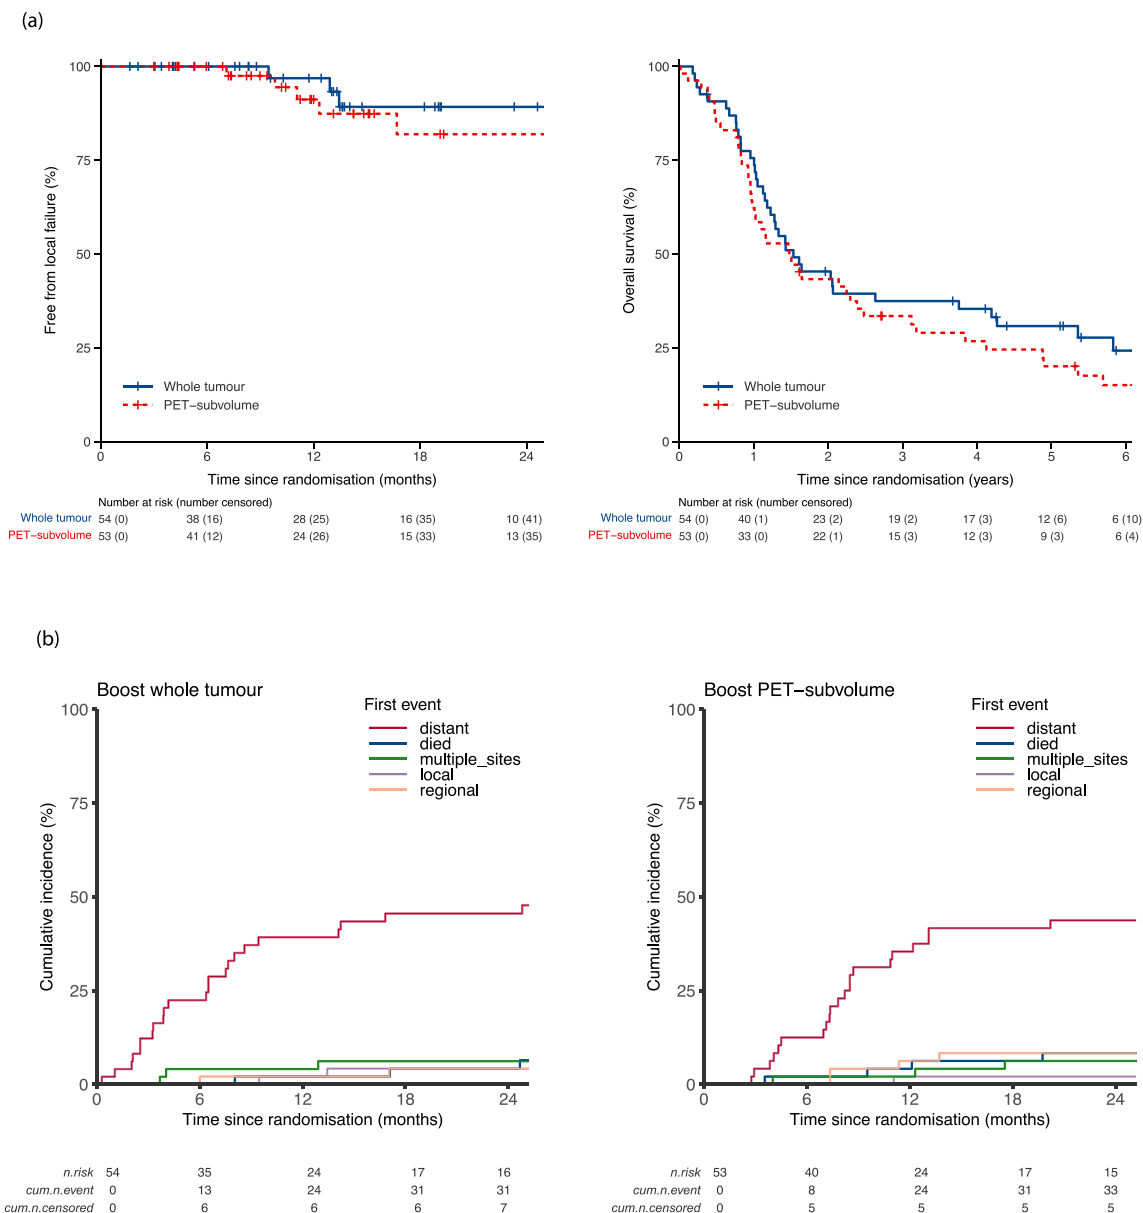 (a)
100
75
50
25
0
Free from local failure (%)
Whole tumour
PET−subvolume
0 6 12 18 24
Time since randomisation (months)
Number at risk (number censored)
Whole tumour 54 (0) 38 (16) 28 (25) 16 (35) 10 (41)
PET−subvolume 53 (0) 41 (12) 24 (26) 15 (33) 13 (35)
100
75
50
25
0
Overall survival (%)
Whole tumour
PET−subvolume
0 1 2 3 4 5 6
Time since randomisation (years)
Number at risk (number censored)
Whole tumour 54 (0) 40 (1) 23 (2) 19 (2) 17 (3) 12 (6) 6 (10)
PET−subvolume 53 (0) 33 (0) 22 (1) 15 (3) 12 (3) 9 (3) 6 (4)
(b)
Boost whole tumour
First event
distant
died
multiple_sites
local
regional
100
75
50
25
0
Cumulative incidence (%)
0 6 12 18 24
Time since randomisation (months)
n.risk 54 35 24 17 16
cum.n.event 0 13 24 31 31
cum.n.censored 0 6 6 6 7
Boost PET−subvolume
First event
distant
died
multiple_sites
local
regional
100
75
50
25
0
Cumulative incidence (%)
0 6 12 18 24
Time since randomisation (months)
n.risk 53 40 24 17 15
cum.n.event 0 8 24 31 33
cum.n.censored 0 5 5 5 5